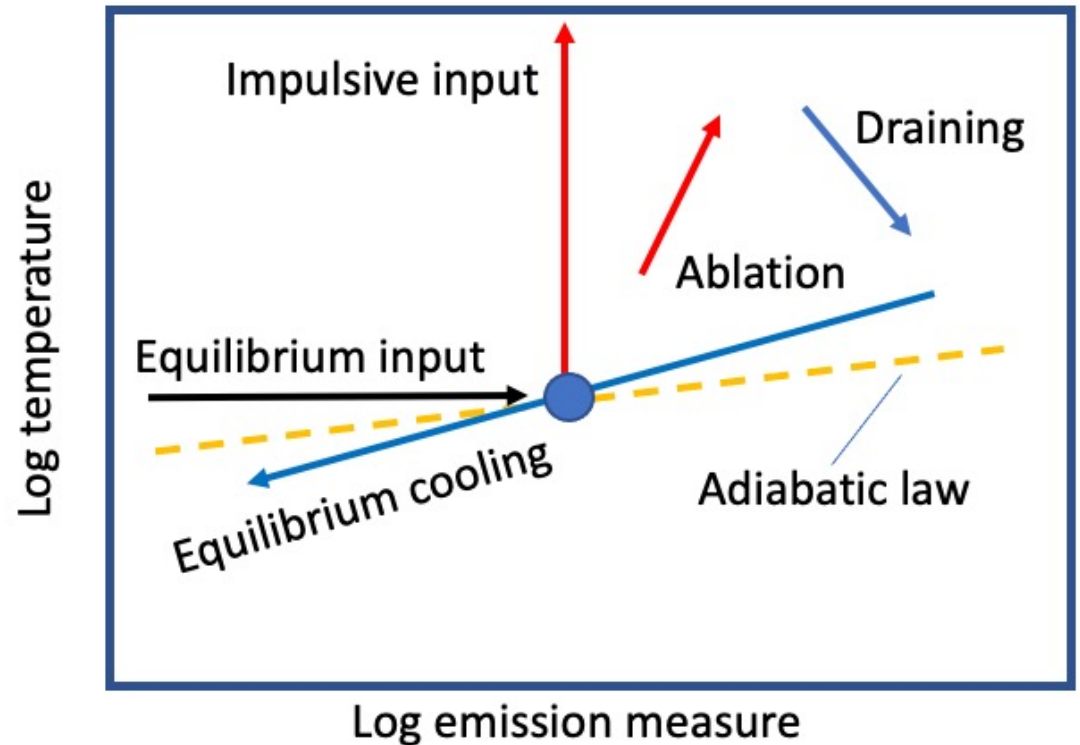 Impulsive input
Draining
Ablation
Equilibrium input
Equilibrium cooling
Adiabatic law
Log temperature
Log emission measure